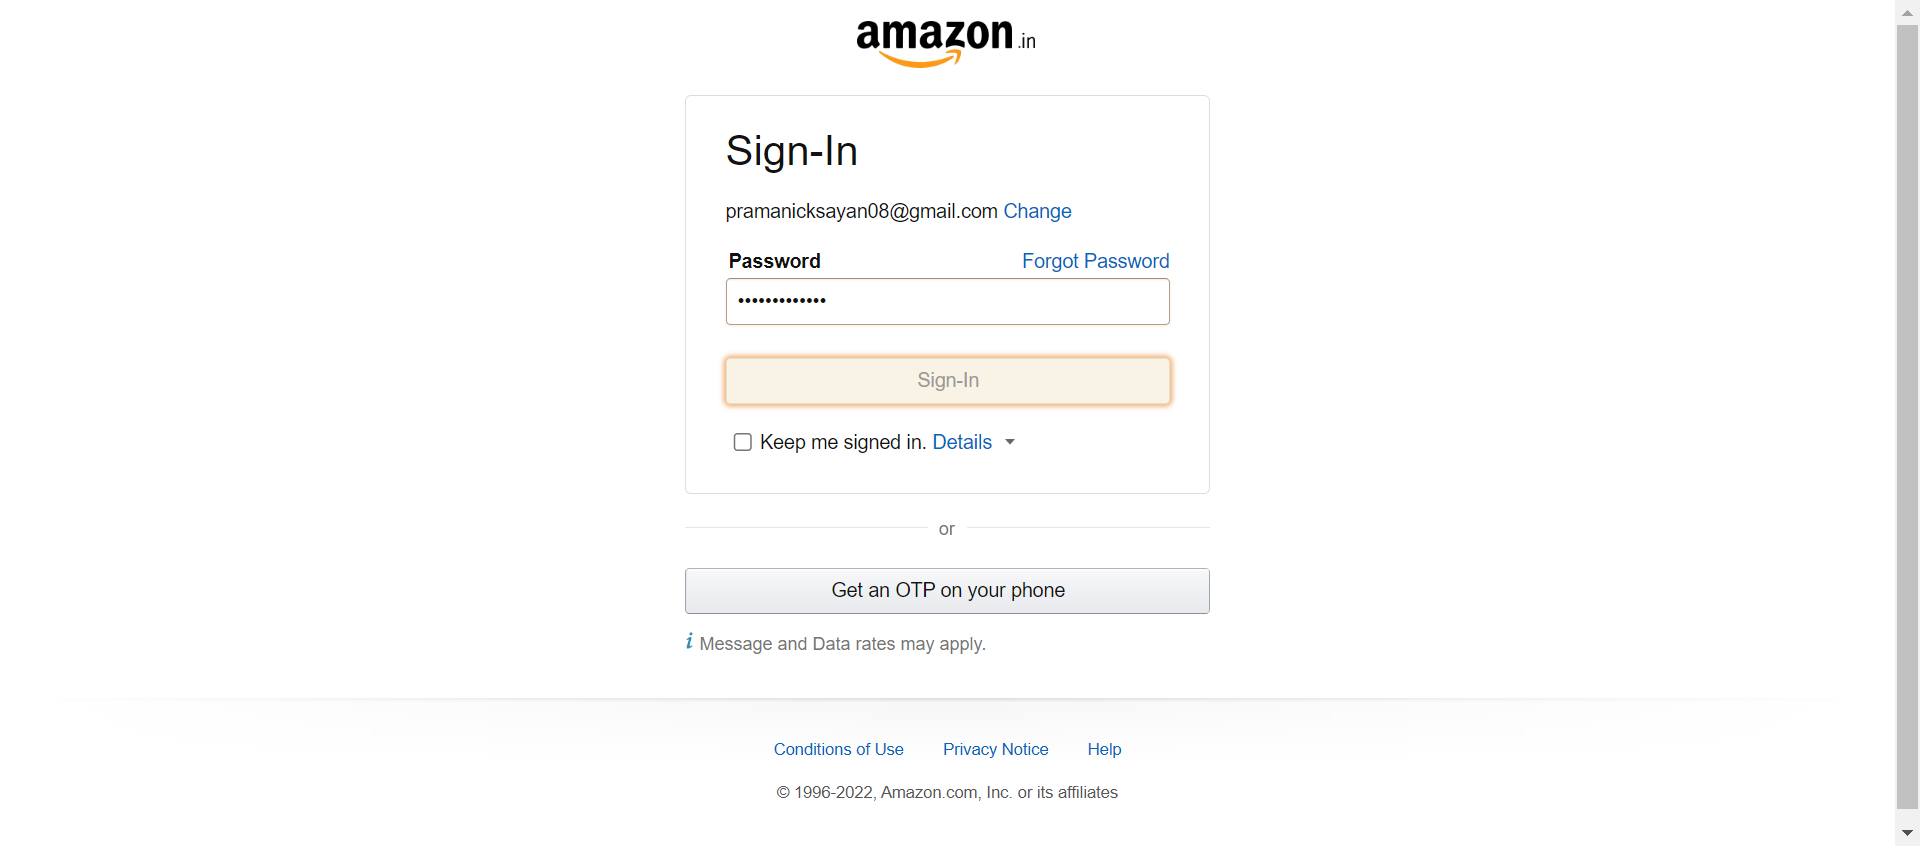 amazon.in
Sign-In
pramanicksayan08@gmail.com Change
Password Forgot Password
•••••••••••••
Sign-In
Keep me signed in. Details
or
Get an OTP on your phone
i Message and Data rates may apply.
Conditions of Use Privacy Notice Help
© 1996-2022, Amazon.com, Inc. or its affiliates